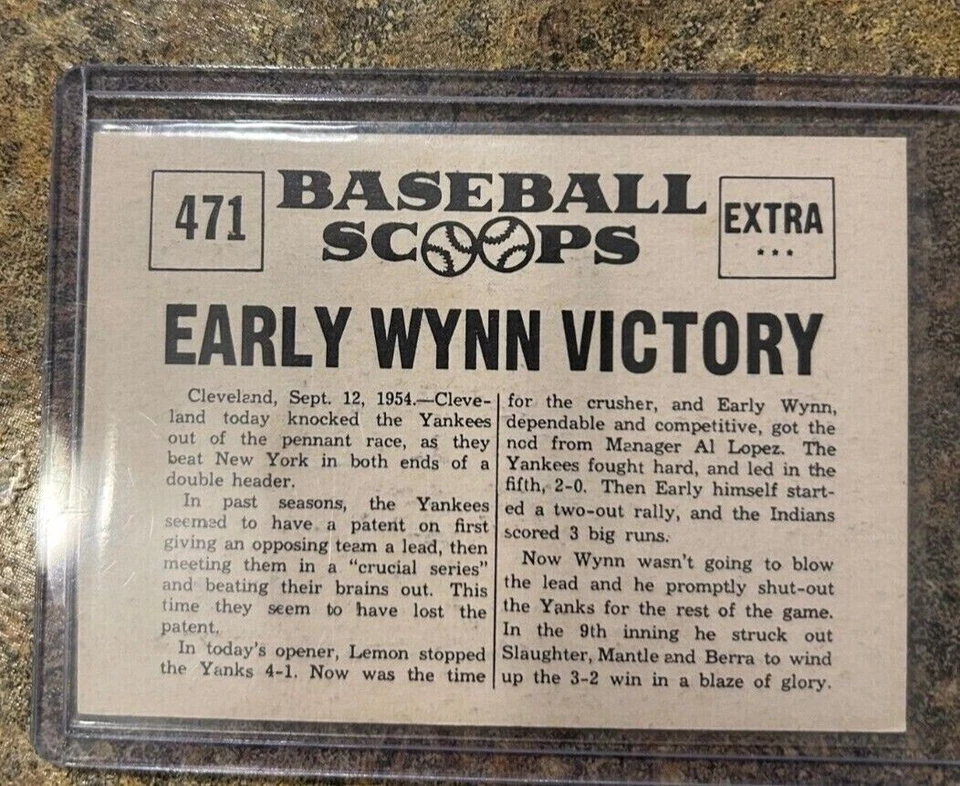 471
BASEBALL
SCOOPS
EXTRA
***
EARLY WYNN VICTORY
Cleveland, Sept. 12, 1954.—Cleve-
land today knocked the Yankees
out of the pennant race, as they
beat New York in both ends of a
double header.
In past seasons, the Yankees
seemed to have a patent on first
giving an opposing team a lead, then
meeting them in a "crucial series"
and beating their brains out. This
time they seem to have lost the
patent.
In today's opener, Lemon stopped
the Yanks 4-1. Now was the time
for the crusher, and Early Wynn,
dependable and competitive, got the
nod from Manager Al Lopez. The
Yankees fought hard, and led in the
fifth, 2-0. Then Early himself start-
ed a two-out rally, and the Indians
scored 3 big runs.
Now Wynn wasn't going to blow
the lead and he promptly shut-out
the Yanks for the rest of the game.
In the 9th inning he struck out
Slaughter, Mantle and Berra to wind
up the 3-2 win in a blaze of glory.